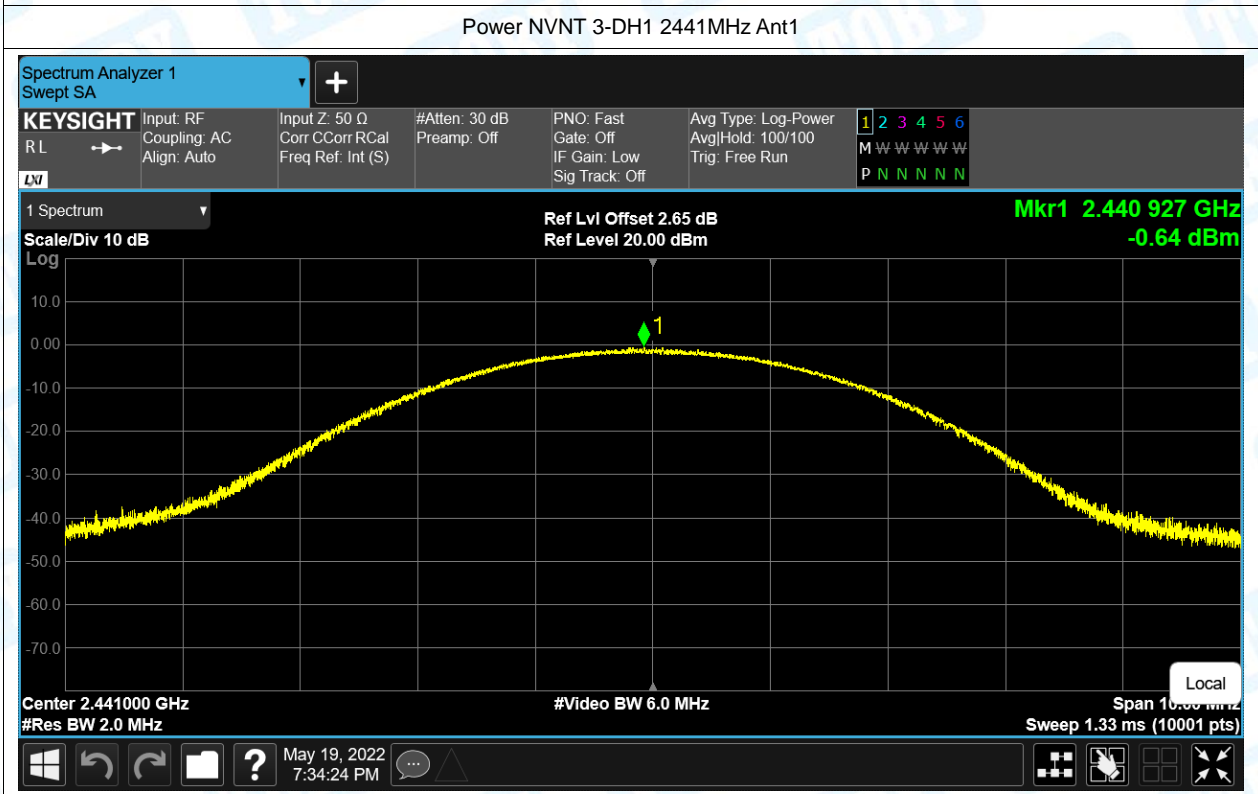 Power NVNT 3-DH1 2441MHz Ant1
Spectrum Analyzer 1
Swept SA
KEYSIGHT
R L
LXI
Input: RF
Coupling: AC
Align: Auto
Input Z: 50 Ω
Corr CCorr RCal
Freq Ref: Int (S)
#Atten: 30 dB
Preamp: Off
PNO: Fast
Gate: Off
IF Gain: Low
Sig Track: Off
Avg Type: Log-Power
Avg|Hold: 100/100
Trig: Free Run
1 2 3 4 5 6
M W W W W W
P N N N N N
1 Spectrum
Scale/Div 10 dB
Ref Lvl Offset 2.65 dB
Ref Level 20.00 dBm
Mkr1 2.440 927 GHz
-0.64 dBm
Log
10.0
0.00
-10.0
-20.0
-30.0
-40.0
-50.0
-60.0
-70.0
1
Local
Center 2.441000 GHz
#Res BW 2.0 MHz
#Video BW 6.0 MHz
Span 10.00 MHz
Sweep 1.33 ms (10001 pts)
?
May 19, 2022
7:34:24 PM